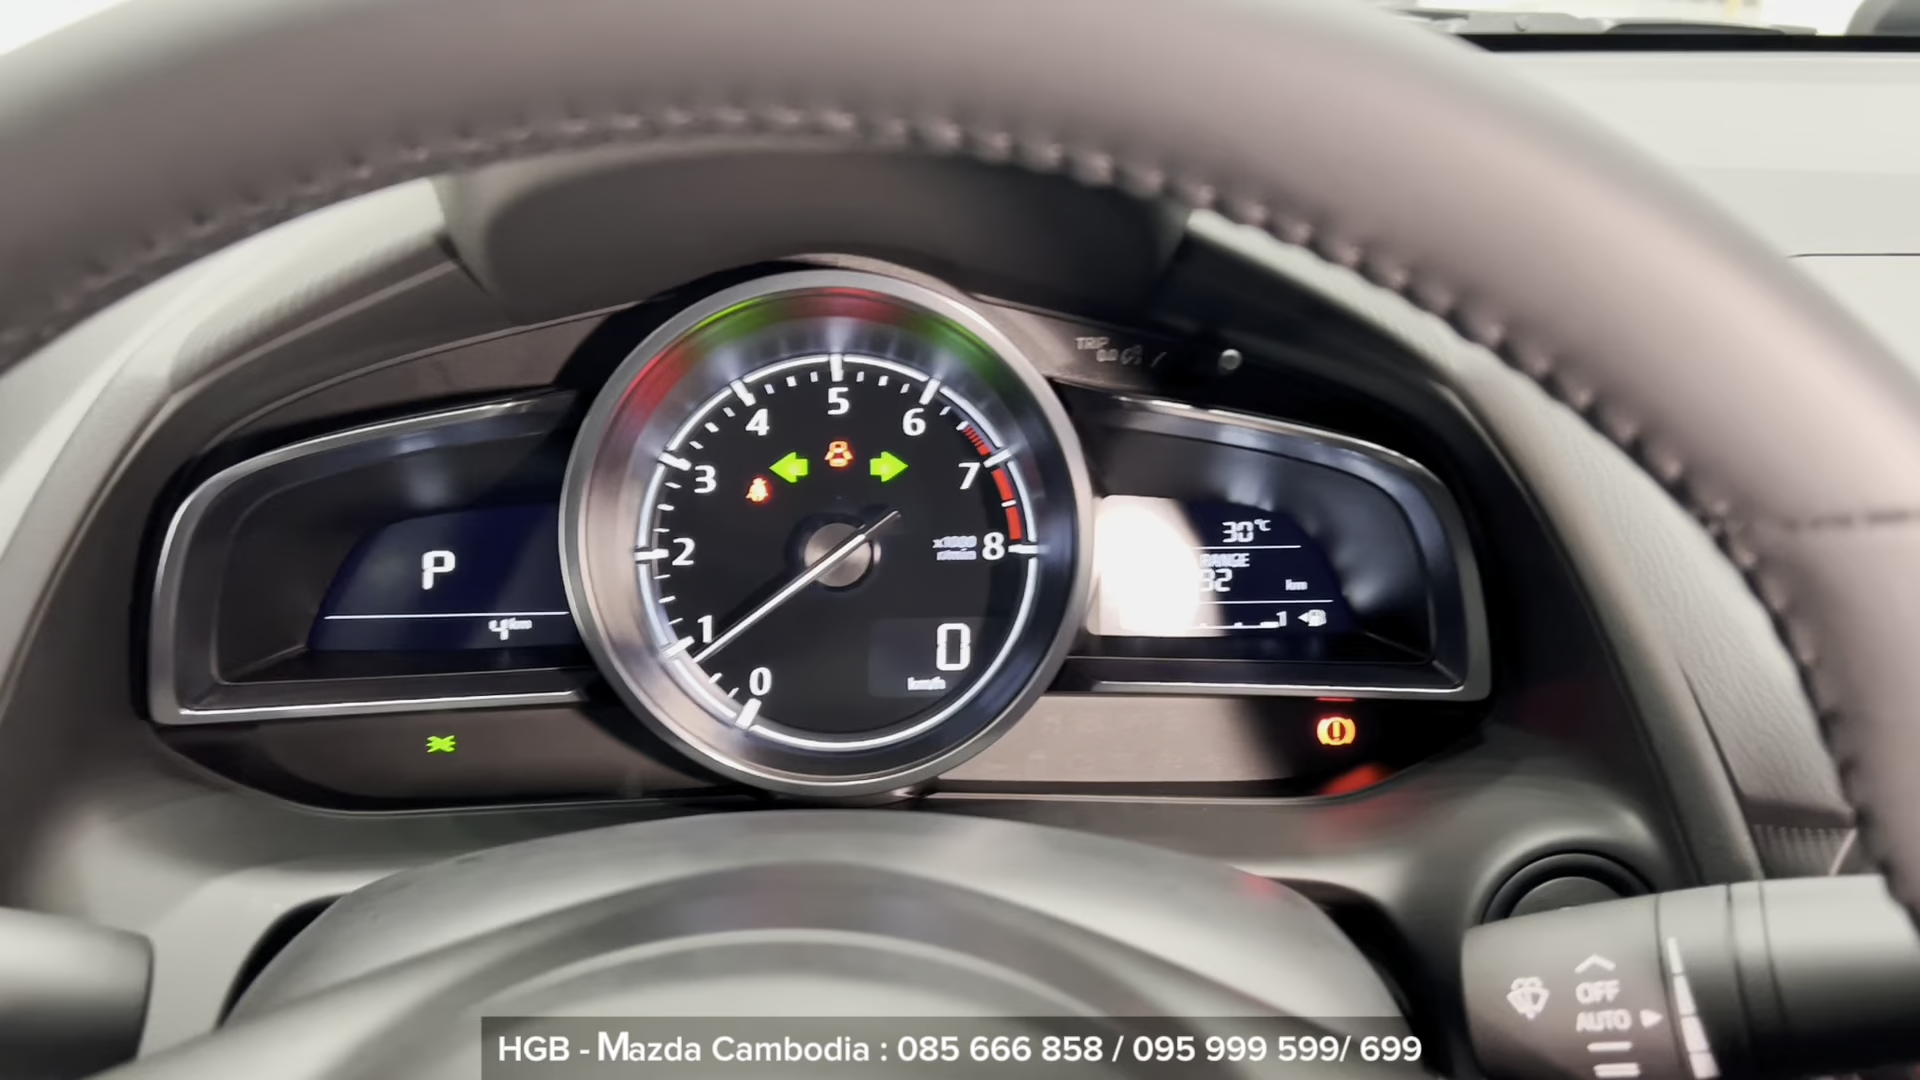 TRIP
0 1 2 3 4 5 6 7 8
x1000
r/min
P
4km
0
km/h
30℃
RANGE
km
OFF
AUTO
HGB - Mazda Cambodia : 085 666 858 / 095 999 599/ 699